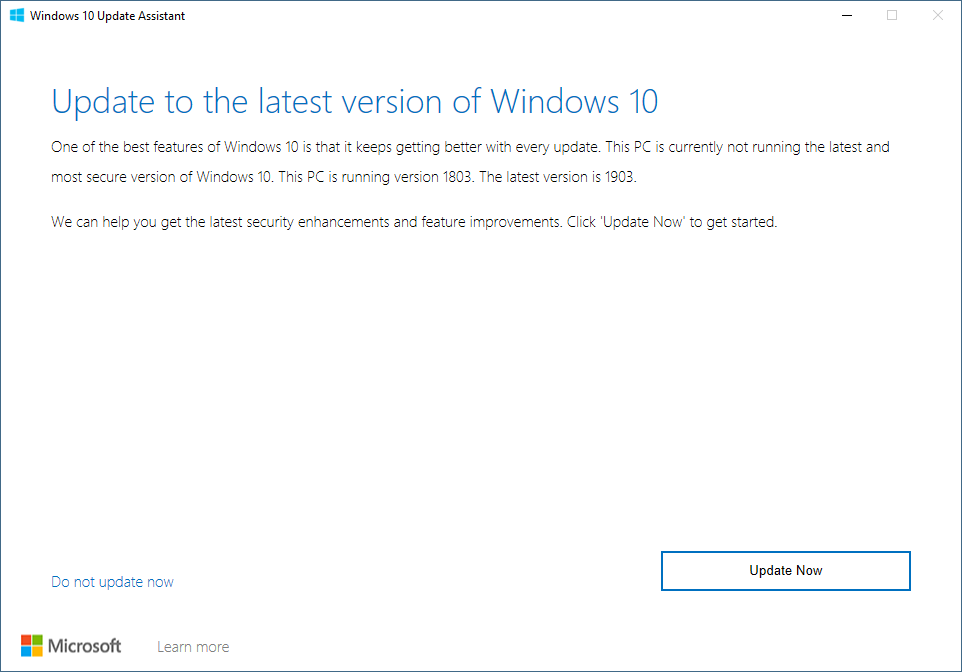 Windows 10 Update Assistant
Update to the latest version of Windows 10
One of the best features of Windows 10 is that it keeps getting better with every update. This PC is currently not running the latest and
most secure version of Windows 10. This PC is running version 1803. The latest version is 1903.
We can help you get the latest security enhancements and feature improvements. Click 'Update Now' to get started.
Do not update now
Update Now
Microsoft
Learn more